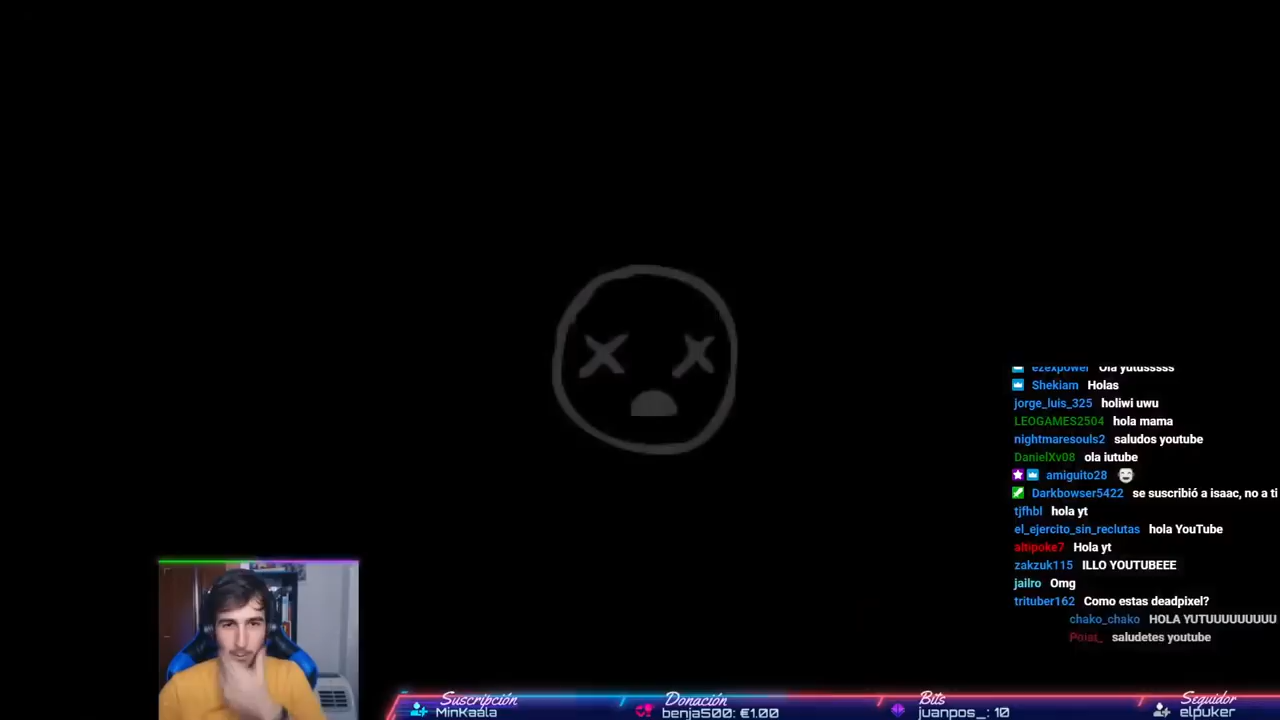 ezexpower Ola yutusssss
Shekiam Holas
jorge_luis_325 holiwi uwu
LEOGAMES2504 hola mama
nightmaresouls2 saludos youtube
DanielXv08 ola iutube
amiguito28
Darkbowser5422 se suscribió a isaac, no a ti
tjfhbl hola yt
el_ejercito_sin_reclutas hola YouTube
altipoke7 Hola yt
zakzuk115 ILLO YOUTUBEEE
jailro Omg
trituber162 Como estas deadpixel?
chako_chako HOLA YUTUUUUUUUUU
saludetes youtube
Suscripción
MinKaala
Donación
benja500: €1.00
Bits
juanpos_: 10
Seguidor
elpuker